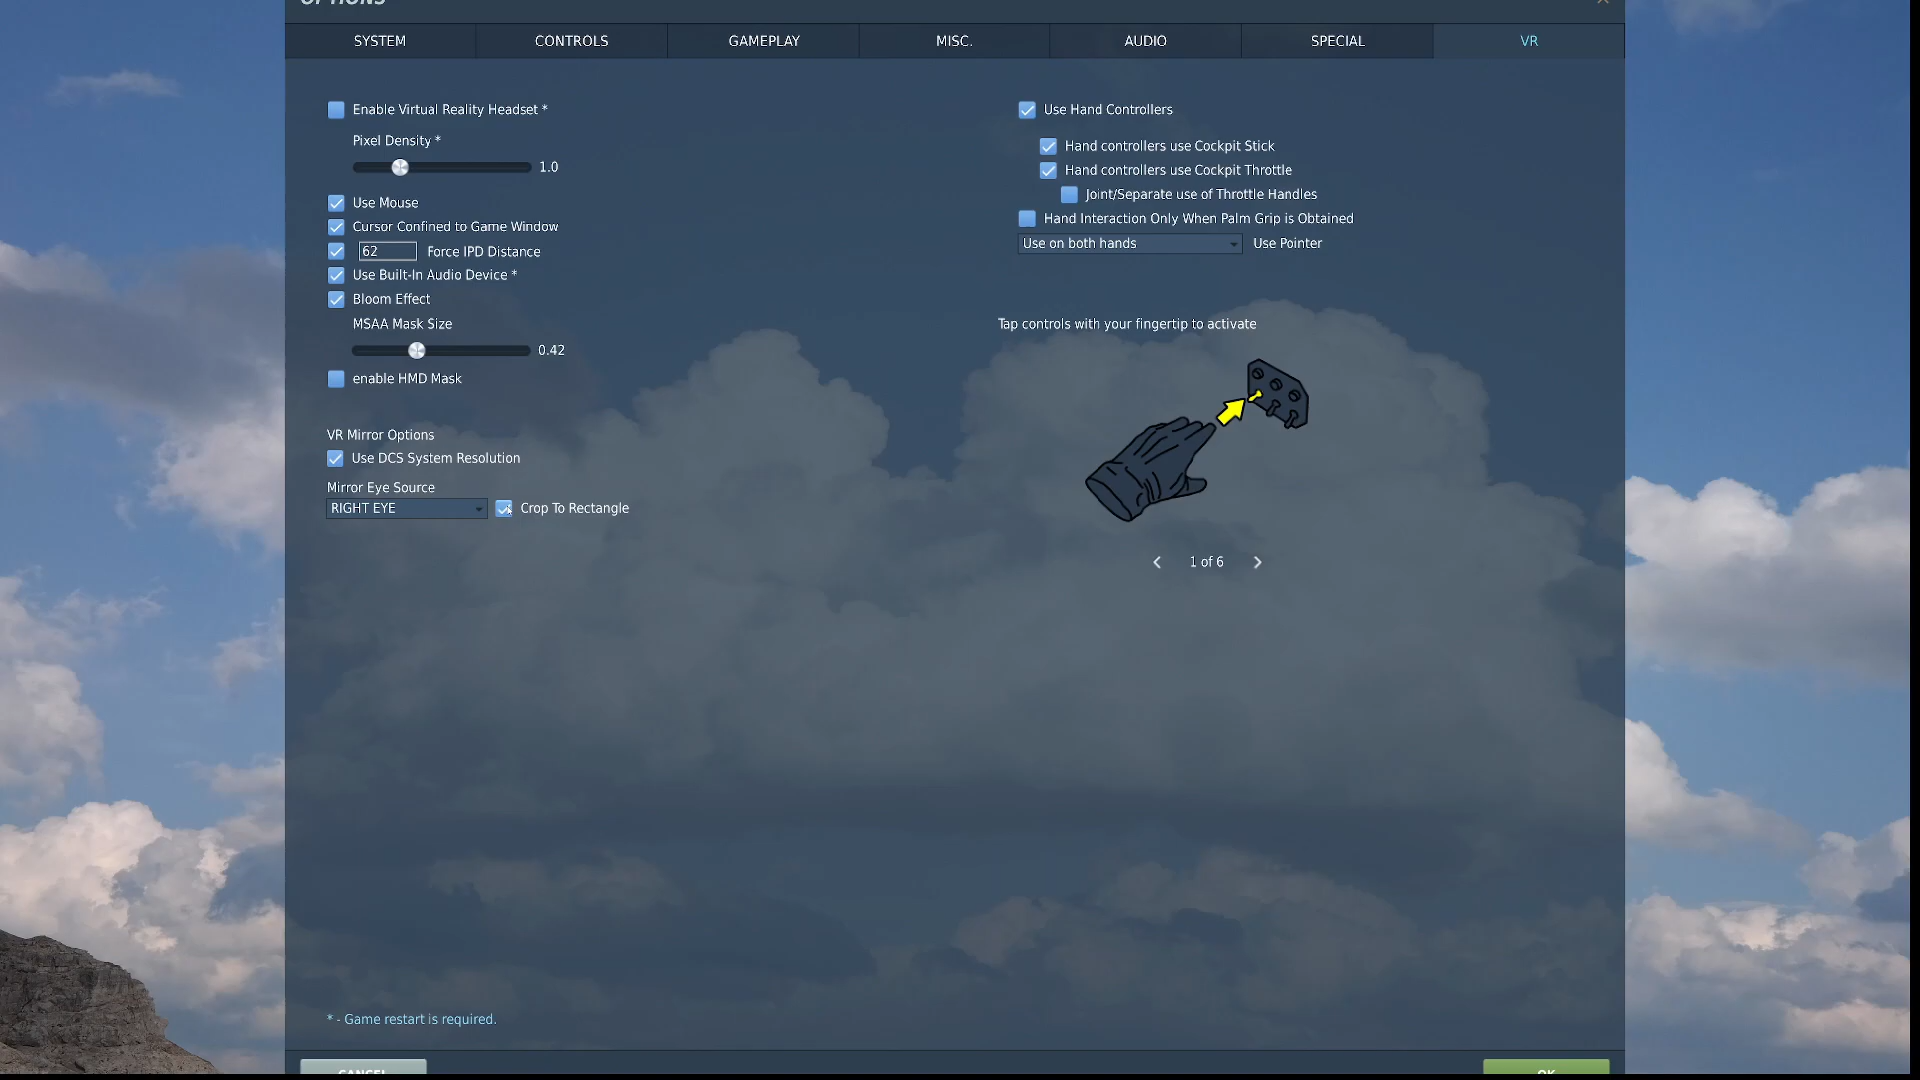 OPTIONS
SYSTEM
CONTROLS
GAMEPLAY
MISC.
AUDIO
SPECIAL
VR
Enable Virtual Reality Headset *
Pixel Density *
1.0
Use Mouse
Cursor Confined to Game Window
62 Force IPD Distance
Use Built-In Audio Device *
Bloom Effect
MSAA Mask Size
0.42
enable HMD Mask
VR Mirror Options
Use DCS System Resolution
Mirror Eye Source
RIGHT EYE Crop To Rectangle
Use Hand Controllers
Hand controllers use Cockpit Stick
Hand controllers use Cockpit Throttle
Joint/Separate use of Throttle Handles
Hand Interaction Only When Palm Grip is Obtained
Use on both hands Use Pointer
Tap controls with your fingertip to activate
1 of 6
* - Game restart is required.
CANCEL
OK